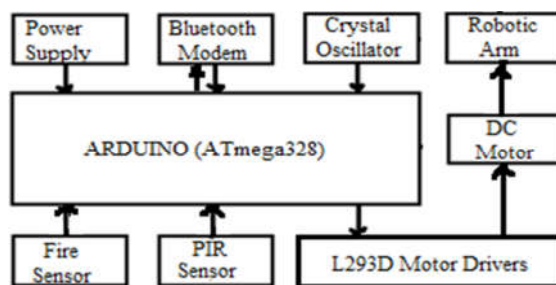 Power
Supply
Bluetooth
Modem
Crystal
Oscillator
Robotic
Arm
ARDUINO (ATmega328)
DC
Motor
Fire
Sensor
PIR
Sensor
L293D Motor Drivers